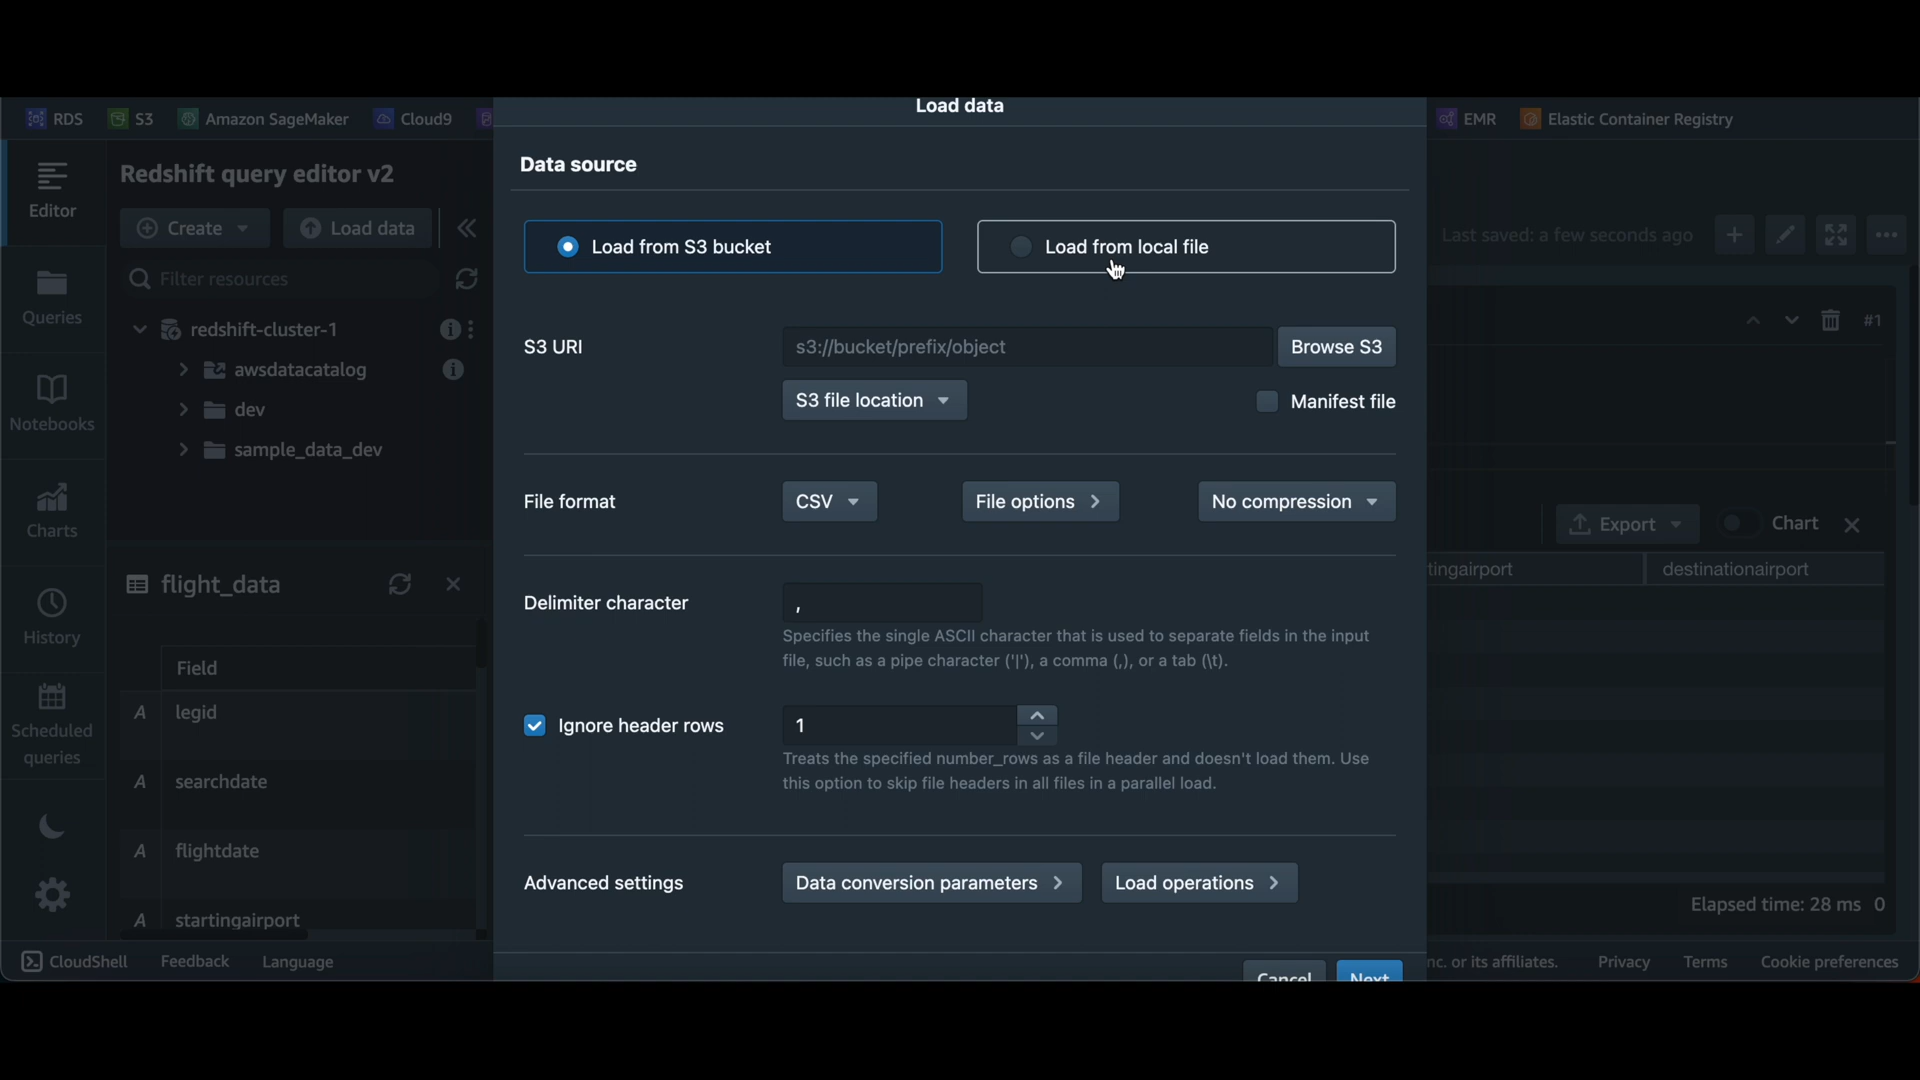 RDS S3 Amazon SageMaker Cloud9 Load data EMR Elastic Container Registry
Editor
Queries
Notebooks
Charts
History
Scheduled
queries
Redshift query editor v2
Create Load data
Filter resources
redshift-cluster-1
awsdatacatalog
dev
sample_data_dev
flight_data
Field
A legid
A searchdate
A flightdate
A startingairport
Data source
Load from S3 bucket Load from local file
S3 URI s3://bucket/prefix/object Browse S3
S3 file location Manifest file
File format CSV File options No compression
Delimiter character ,
Specifies the single ASCII character that is used to separate fields in the input
file, such as a pipe character ('|'), a comma (,), or a tab (\t).
Ignore header rows 1
Treats the specified number_rows as a file header and doesn't load them. Use
this option to skip file headers in all files in a parallel load.
Advanced settings Data conversion parameters Load operations
Cancel Next
Last saved: a few seconds ago
#1
Export Chart
tingairport destinationairport
Elapsed time: 28 ms 0
CloudShell Feedback Language nc. or its affiliates. Privacy Terms Cookie preferences